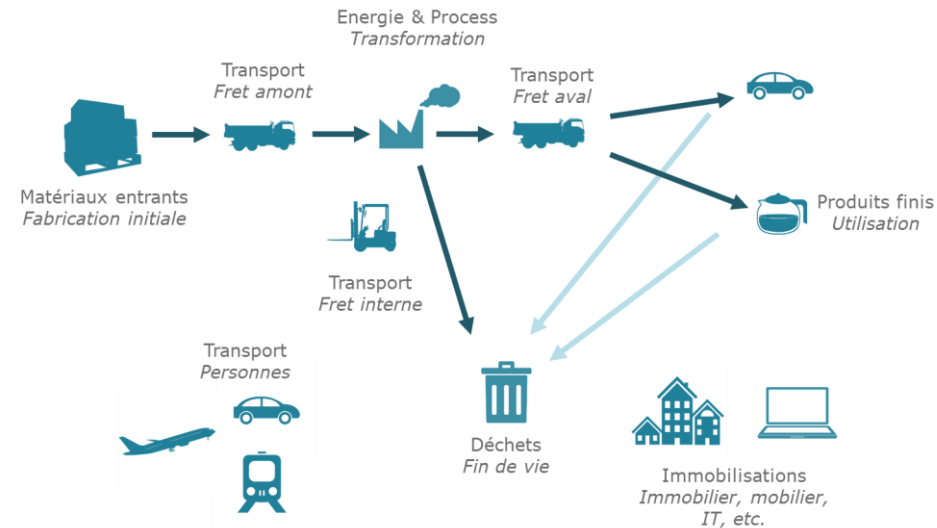 Energie & Process
Transformation
Transport
Fret amont
Transport
Fret aval
Matériaux entrants
Fabrication initiale
Produits finis
Utilisation
Transport
Fret interne
Transport
Personnes
Déchets
Fin de vie
Immobilisations
Immobilier, mobilier,
IT, etc.